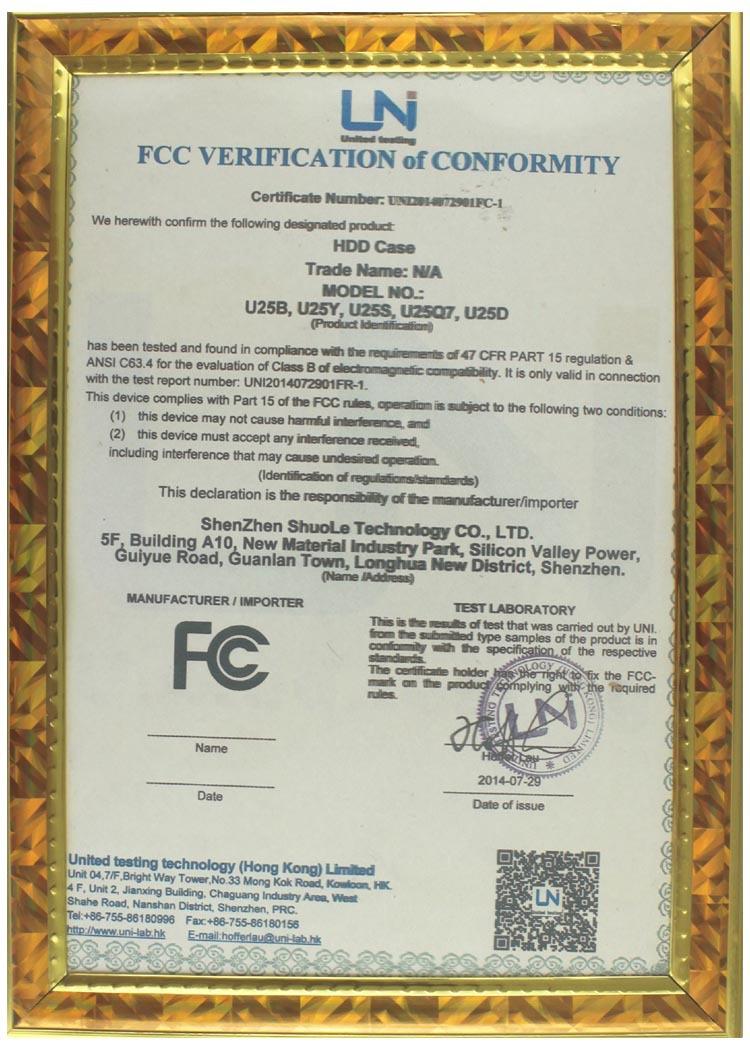 UNi
United testing
FCC VERIFICATION of CONFORMITY
Certificate Number: UNI2014072901FC-1
We herewith confirm the following designated product:
HDD Case
Trade Name: N/A
MODEL NO.:
U25B, U25Y, U25S, U25Q7, U25D
(Product Identification)
has been tested and found in compliance with the requirements of 47 CFR PART 15 regulation &
ANSI C63.4 for the evaluation of Class B of electromagnetic compatibility. It is only valid in connection
with the test report number: UNI2014072901FR-1.
This device complies with Part 15 of the FCC rules, operation is subject to the following two conditions:
(1) this device may not cause harmful interference, and
(2) this device must accept any interference received,
including interference that may cause undesired operation.
(Identification of regulations/standards)
This declaration is the responsibility of the manufacturer/importer
ShenZhen ShuoLe Technology CO., LTD.
5F, Building A10, New Material Industry Park, Silicon Valley Power,
Guiyue Road, Guanlan Town, Longhua New District, Shenzhen.
(Name /Address)
MANUFACTURER / IMPORTER
FC
Name
Date
TEST LABORATORY
This is the results of test that was carried out by UNI.
from the submitted type samples of the product is in
conformity with the specification of the respective
standards.
The certificate holder has the right to fix the FCC-
mark on the product complying with the required
rules.
UNi
2014-07-29
Date of issue
United testing technology (Hong Kong) Limited
Unit 04,7/F,Bright Way Tower,No.33 Mong Kok Road, Kowloon, HK.
4 F, Unit 2, Jianxing Building, Chaguang Industry Area, West
Shahe Road, Nanshan District, Shenzhen, PRC.
Tel:+86-755-86180996 Fax:+86-755-86180156
http://www.uni-lab.hk E-mail:hofferlau@uni-lab.hk
UNi